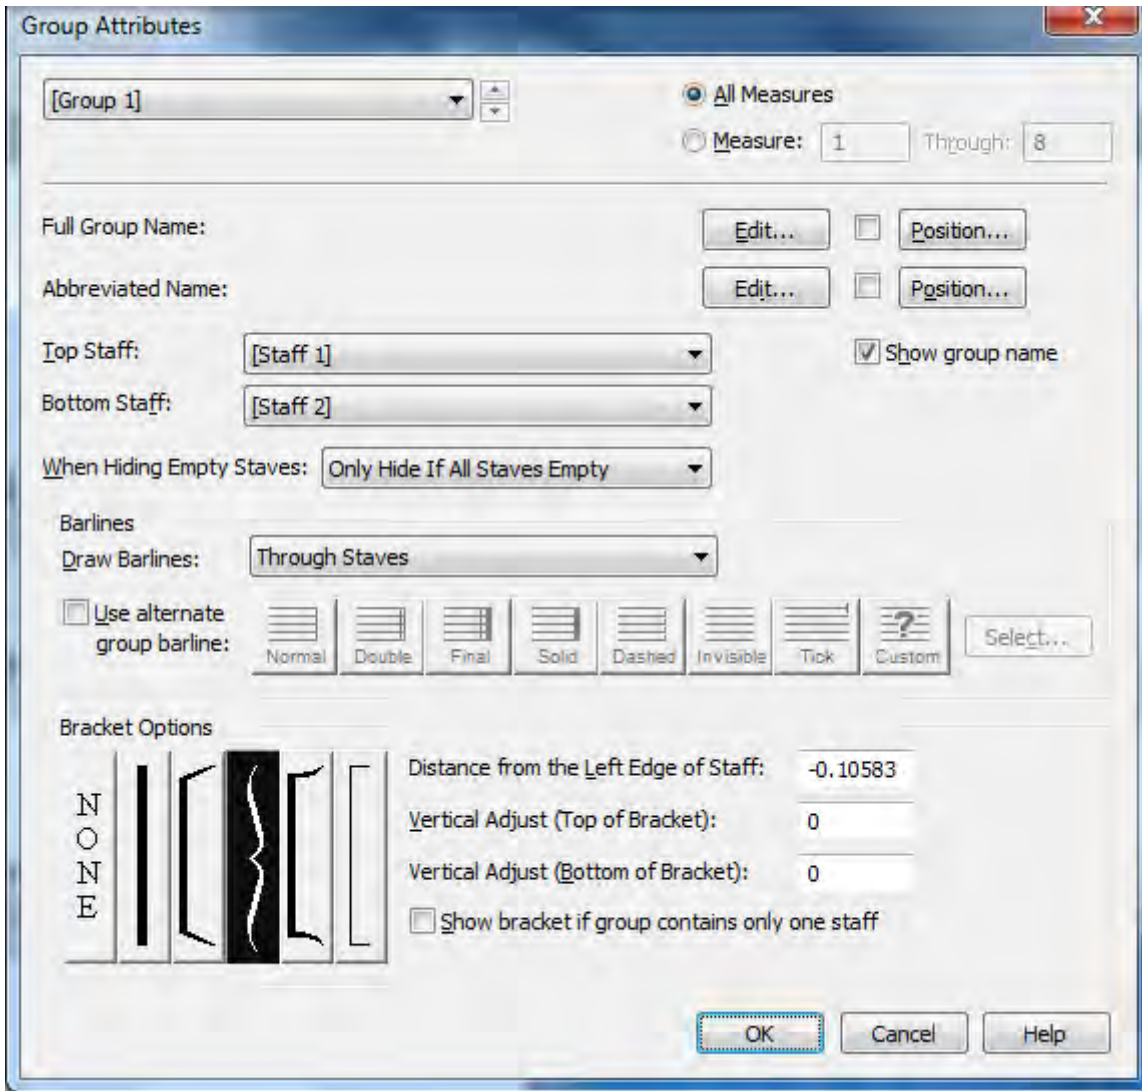 Group Attributes
[Group 1]
All Measures
Measure: 1 Through: 8
Full Group Name: Edit... Position...
Abbreviated Name: Edit... Position...
Top Staff: [Staff 1] Show group name
Bottom Staff: [Staff 2]
When Hiding Empty Staves: Only Hide If All Staves Empty
Barlines
Draw Barlines: Through Staves
Use alternate
group barline:
Normal Double Final Solid Dashed Invisible Tick Custom Select...
?
Bracket Options
NONE
Distance from the Left Edge of Staff: -0.10583
Vertical Adjust (Top of Bracket): 0
Vertical Adjust (Bottom of Bracket): 0
Show bracket if group contains only one staff
OK Cancel Help